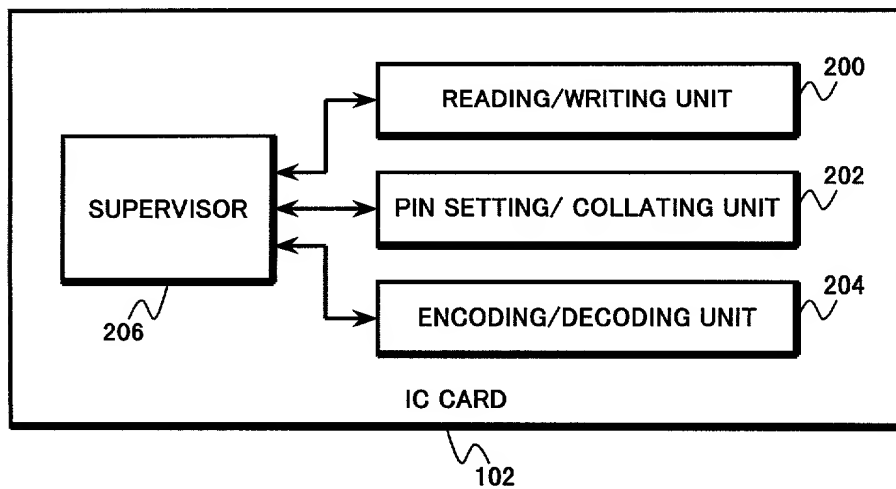 200
READING/WRITING UNIT
202
SUPERVISOR
PIN SETTING/ COLLATING UNIT
204
206
ENCODING/DECODING UNIT
IC CARD
102